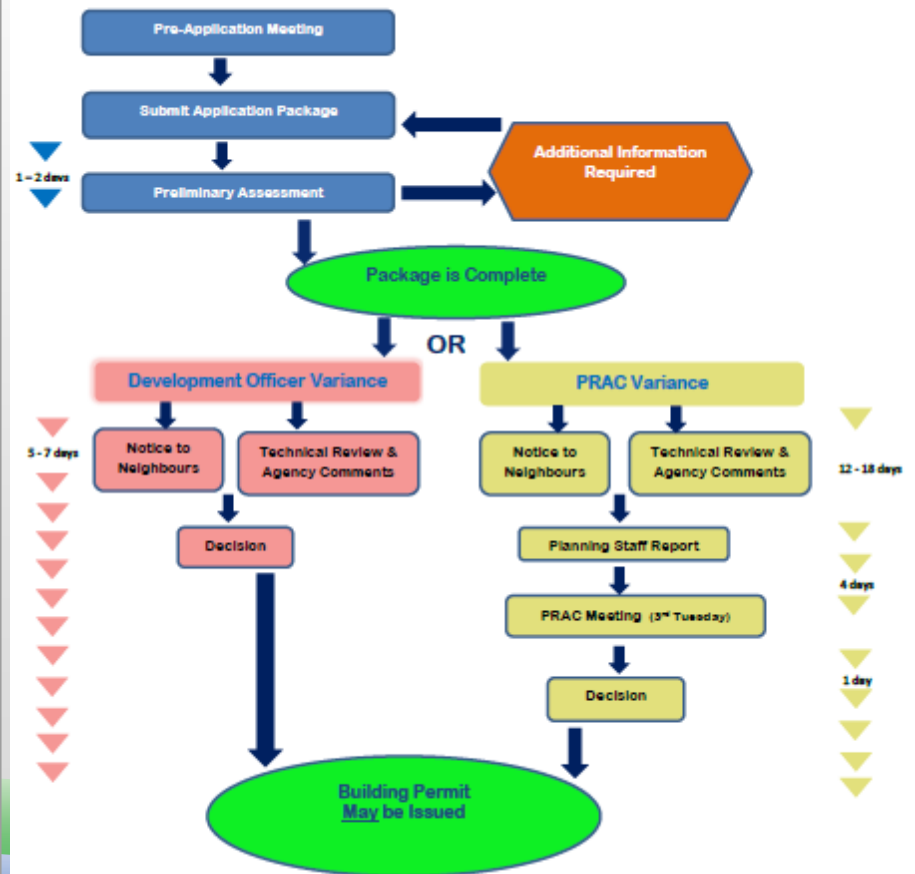 Pre-Application Meeting
Submit Application Package
Additional Information
Required
1 – 2 days
Preliminary Assessment
Package is Complete
OR
Development Officer Variance
PRAC Variance
5 - 7 days
Notice to
Neighbours
Technical Review &
Agency Comments
Notice to
Neighbours
Technical Review &
Agency Comments
12 - 18 days
Decision
Planning Staff Report
4 days
PRAC Meeting (3rd Tuesday)
1 day
Decision
Building Permit
May be Issued